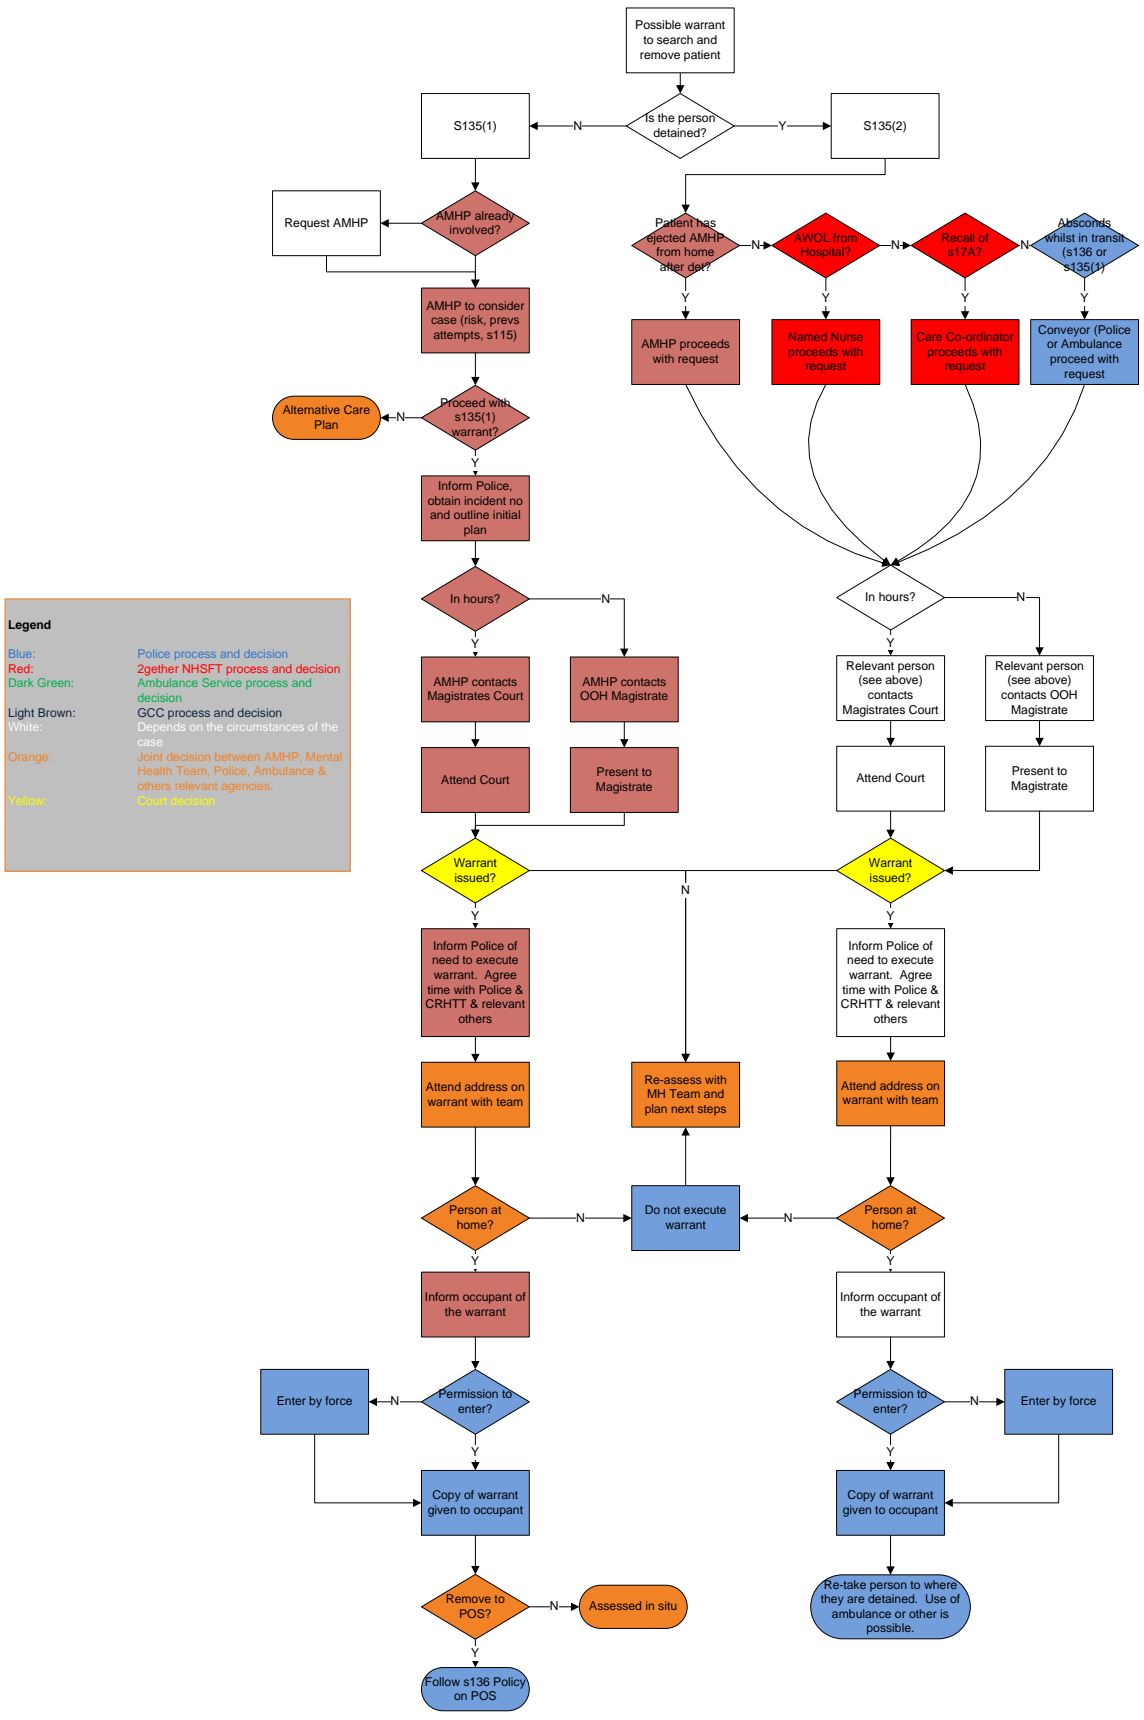 Possible warrant
to search and
remove patient
S135(1)
N
Is the person
detained?
Y
S135(2)
Request AMHP
AMHP already
involved?
Patient has
ejected AMHP
from home
after det?
N
AWOL from
Hospital?
N
Recall of
s17A?
N
Absconds
whilst in transit
(s136 or
s135(1)
Y
Y
Y
Y
AMHP to consider
case (risk, prevs
attempts, s115)
AMHP proceeds
with request
Named Nurse
proceeds with
request
Care Co-ordinator
proceeds with
request
Conveyor (Police
or Ambulance
proceed with
request
Alternative Care
Plan
N
Proceed with
s135(1)
warrant?
Y
Inform Police,
obtain incident no
and outline initial
plan
In hours?
N
In hours?
N
Y
Y
Legend
Blue: Police process and decision
Red: 2gether NHSFT process and decision
Dark Green: Ambulance Service process and
decision
Light Brown: GCC process and decision
White: Depends on the circumstances of the
case
Orange: Joint decision between AMHP, Mental
Health Team, Police, Ambulance &
others relevant agencies.
Yellow: Court decision
AMHP contacts
Magistrates Court
AMHP contacts
OOH Magistrate
Relevant person
(see above)
contacts
Magistrates Court
Relevant person
(see above)
contacts OOH
Magistrate
Attend Court
Present to
Magistrate
Attend Court
Present to
Magistrate
Warrant
issued?
N
Warrant
issued?
Y
Y
Inform Police of
need to execute
warrant. Agree
time with Police &
CRHTT & relevant
others
Inform Police of
need to execute
warrant. Agree
time with Police &
CRHTT & relevant
others
Attend address on
warrant with team
Re-assess with
MH Team and
plan next steps
Attend address on
warrant with team
Person at
home?
N
Do not execute
warrant
N
Person at
home?
Y
Y
Inform occupant of
the warrant
Inform occupant of
the warrant
Enter by force
N
Permission to
enter?
Permission to
enter?
N
Enter by force
Y
Y
Copy of warrant
given to occupant
Copy of warrant
given to occupant
Remove to
POS?
N
Assessed in situ
Re-take person to where
they are detained. Use of
ambulance or other is
possible.
Y
Follow s136 Policy
on POS